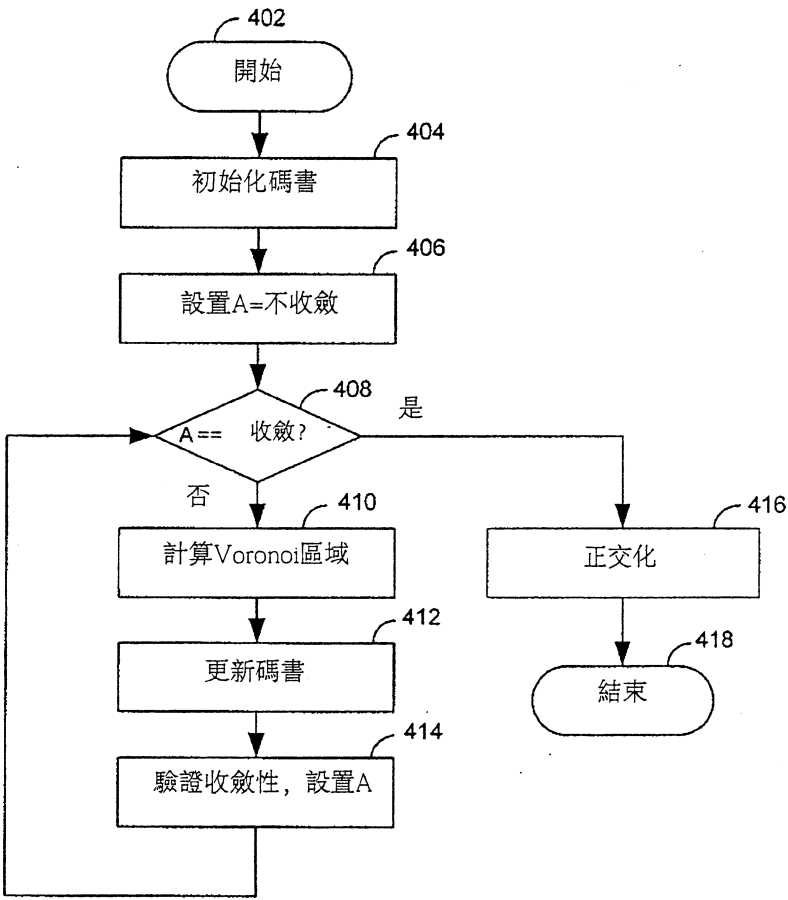 402
開始
404
初始化碼書
406
設置A=不收斂
408
A== 收斂?
是
否
410
計算Voronoi區域
416
正交化
412
更新碼書
418
結束
414
驗證收斂性，設置A